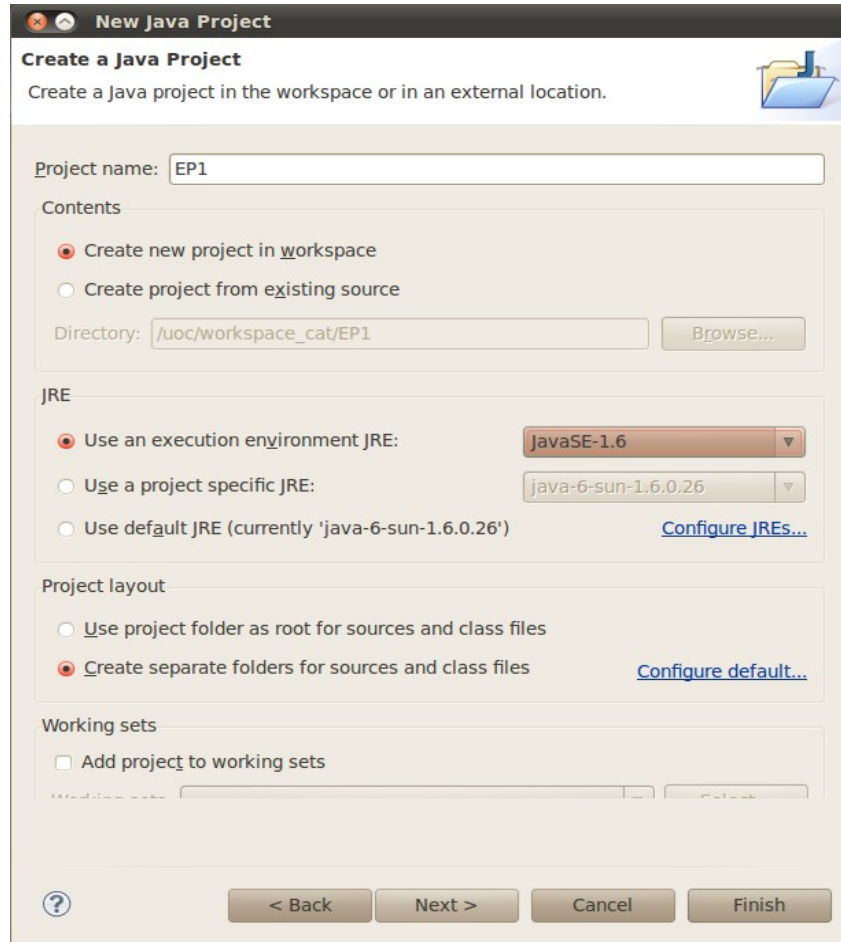 New Java Project
Create a Java Project
Create a Java project in the workspace or in an external location.
Project name: EP1
Contents
Create new project in workspace
Create project from existing source
Directory: /uoc/workspace_cat/EP1 Browse...
JRE
Use an execution environment JRE: JavaSE-1.6
Use a project specific JRE: java-6-sun-1.6.0.26
Use default JRE (currently 'java-6-sun-1.6.0.26') Configure JREs...
Project layout
Use project folder as root for sources and class files
Create separate folders for sources and class files Configure default...
Working sets
Add project to working sets
? < Back Next > Cancel Finish